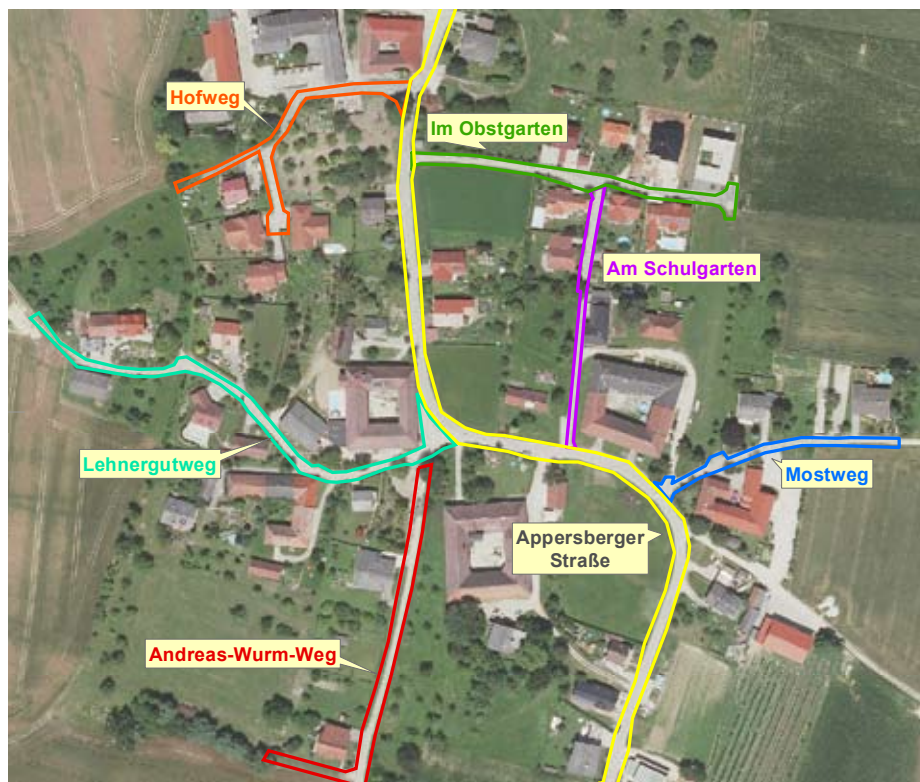 Hofweg
Im Obstgarten
Am Schulgarten
Lehnergutweg
Mostweg
Appersberger
Straße
Andreas-Wurm-Weg